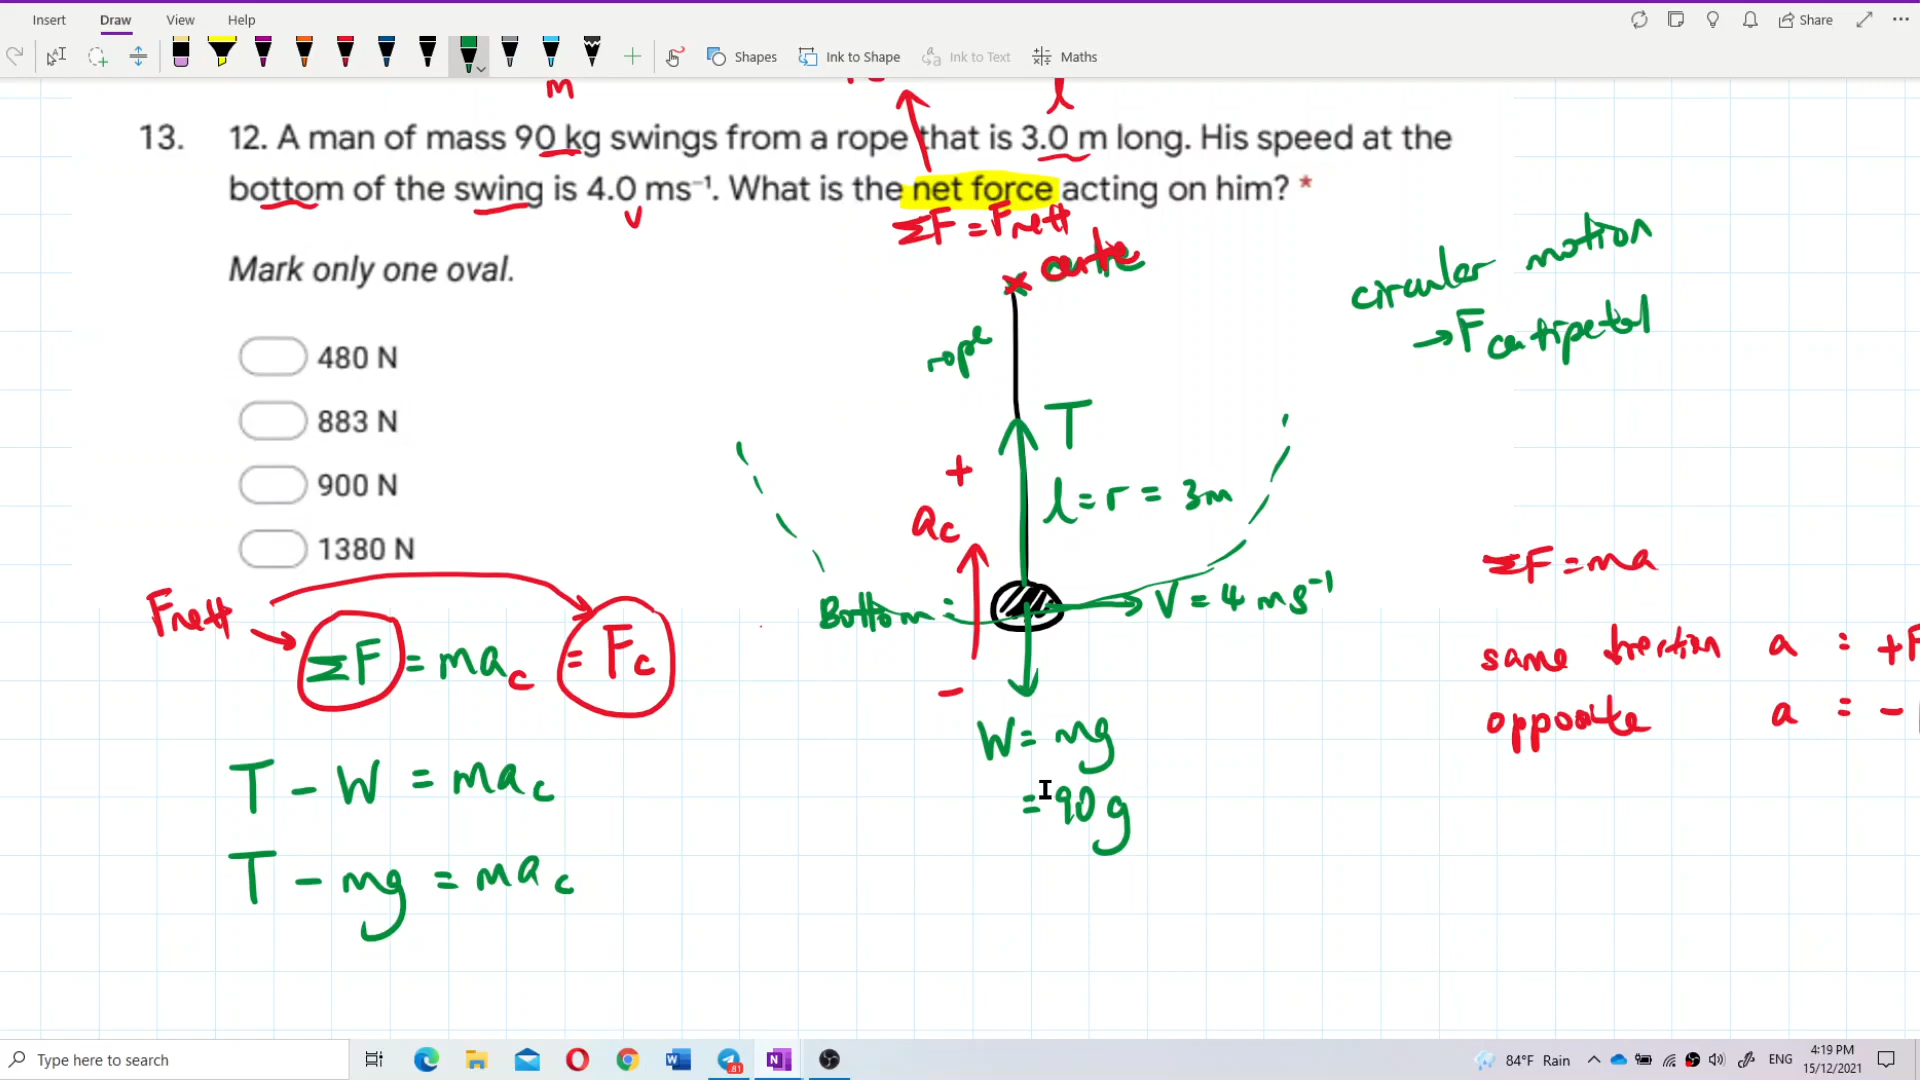 Insert Draw View Help
Share
Shapes Ink to Shape Ink to Text Maths
m
l
13. 12. A man of mass 90 kg swings from a rope that is 3.0 m long. His speed at the
bottom of the swing is 4.0 ms⁻¹. What is the net force acting on him? *
v
ΣF = Fnett
Mark only one oval.
480 N
883 N
900 N
1380 N
centre
circular motion
→ F centripetal
rope
T
+
l = r = 3m
ac
Bottom :
V = 4 ms⁻¹
-
W = mg
= 90g
ΣF = ma
same direction a : +F
opposite a : -
Fnett
ΣF = mac = Fc
T - W = mac
T - mg = mac
Type here to search
84°F Rain
ENG
4:19 PM
15/12/2021